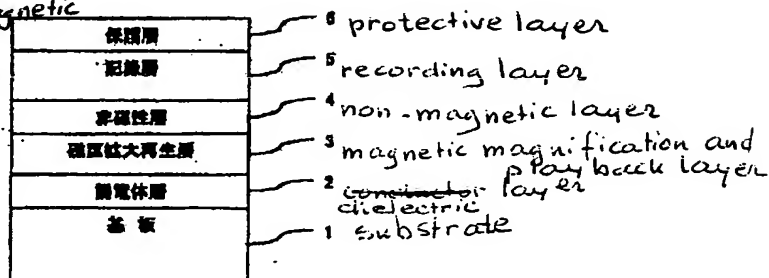 gnetic
保護層 6 protective layer
記録層 5 recording layer
非磁性層 4 non-magnetic layer
磁区拡大再生層 3 magnetic magnification and
play back layer
誘電体層 2 conductor layer
dielectric
基板 1 substrate